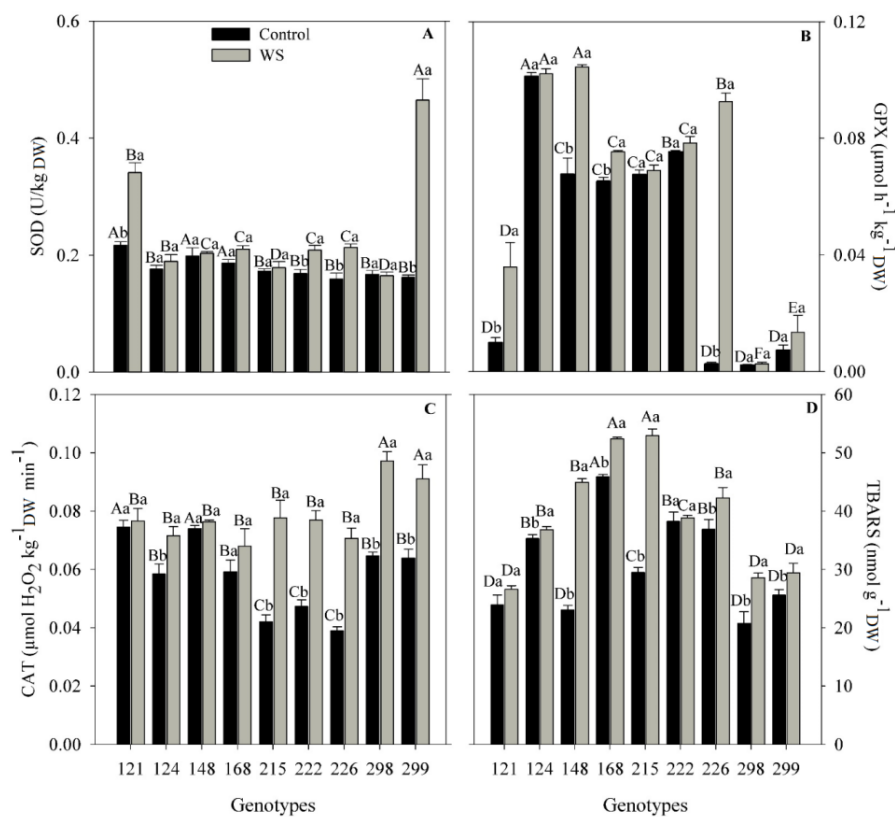 Control
WS
A
0.6
0.4
0.2
0.0
SOD (U/kg DW)
Ab Ba Ba Ba Aa Ca Aa Ca Ba Da Bb Ca Bb Ca Ba Da Bb Aa
B
0.12
0.08
0.04
0.00
GPX (μmol h⁻¹ kg⁻¹ DW)
Db Da Aa Aa Cb Aa Cb Ca Ca Ca Ba Ca Db Ba Da Fa Da Ea
C
0.12
0.10
0.08
0.06
0.04
0.02
0.00
CAT (μmol H₂O₂ kg⁻¹ DW min⁻¹)
Aa Ba Bb Ba Aa Ba Bb Ba Cb Ba Cb Ba Cb Ba Bb Aa Bb Aa
121 124 148 168 215 222 226 298 299
Genotypes
D
60
50
40
30
20
10
0
TBARS (nmol g⁻¹ DW)
Da Da Bb Ba Db Ba Ab Aa Cb Aa Ba Ca Bb Ba Db Da Db Da
121 124 148 168 215 222 226 298 299
Genotypes